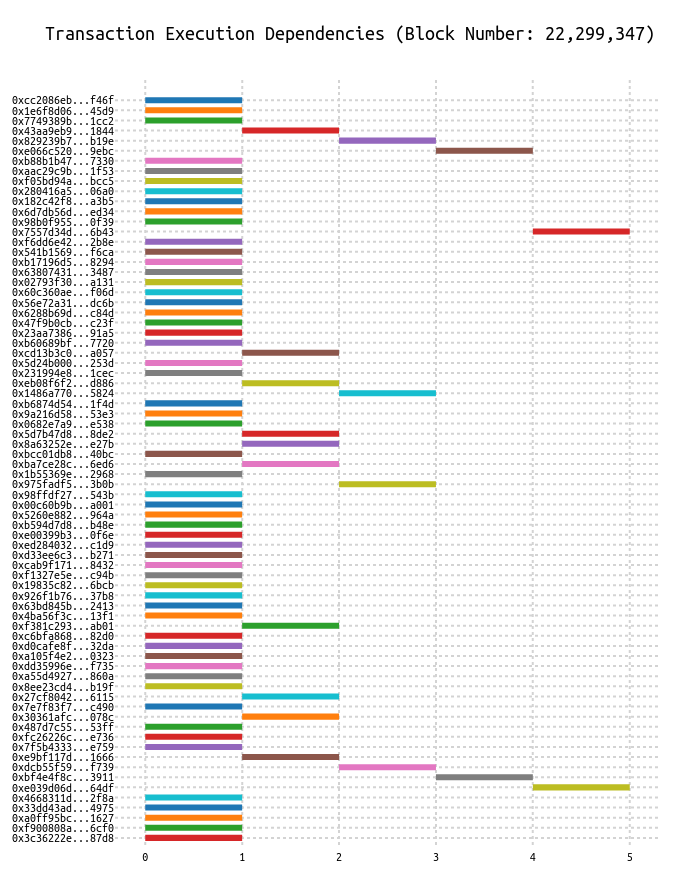 Transaction Execution Dependencies (Block Number: 22,299,347)
0xcc2086eb...f46f
0x1e6f8d06...45d9
0x7749389b...1cc2
0x43aa9eb9...1844
0x829239b7...b19e
0xe066c520...9ebc
0xb88b1b47...7330
0xaac29c9b...1f53
0xf05bd94a...bcc5
0x280416a5...06a0
0x182c42f8...a3b5
0x6d7db56d...ed34
0x98b0f955...0f39
0x7557d34d...6b43
0xf6dd6e42...2b8e
0x541b1569...f6ca
0xb17196d5...8294
0x63807431...3487
0x02793f30...a131
0x60c360ae...f06d
0x56e72a31...dc6b
0x6288b69d...c84d
0x47f9b0cb...c23f
0x23aa7386...91a5
0xb60689bf...7720
0xcd13b3c0...a057
0x5d24b000...253d
0x231994e8...1cec
0xeb08f6f2...d886
0x1486a770...5824
0xb6874d54...1f4d
0x9a216d58...53e3
0x0682e7a9...e538
0x5d7b47d8...8de2
0x8a63252e...e27b
0xbcc01db8...40bc
0xba7ce28c...6ed6
0x1b55369e...2968
0x975fadf5...3b0b
0x98ffdf27...543b
0x00c60b9b...a001
0x5260e882...964a
0xb594d7d8...b48e
0xe00399b3...0f6e
0xed284032...c1d9
0xd33ee6c3...b271
0xcab9f171...8432
0xf1327e5e...c94b
0x19835c82...6bcb
0x926f1b76...37b8
0x63bd845b...2413
0x4ba56f3c...13f1
0xf381c293...ab01
0xc6bfa868...82d0
0xd0cafe8f...32da
0xa105f4e2...0323
0xdd35996e...f735
0xa55d4927...860a
0x8ee23cd4...b19f
0x27cf8042...6115
0x7e7f83f7...c490
0x30361afc...078c
0x487d7c55...53ff
0xfc26226c...e736
0x7f5b4333...e759
0xe9bf117d...1666
0xdcb55f59...f739
0xbf4e4f8c...3911
0xe039d06d...64df
0x4668311d...2f8a
0x33dd43ad...4975
0xa0ff95bc...1627
0xf900808a...6cf0
0x3c36222e...87d8
0 1 2 3 4 5